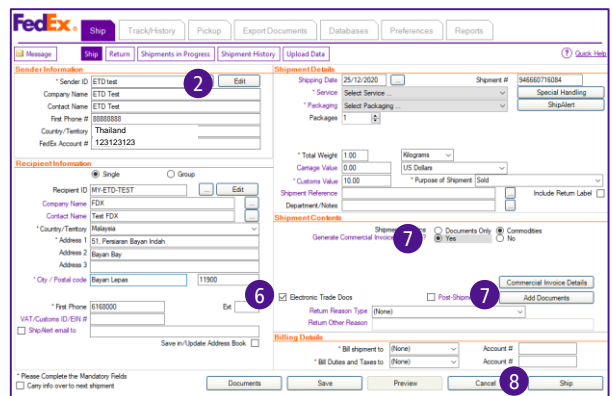 FedEx. Ship Track/History Pickup Export Documents Databases Preferences Reports
Message Ship Return Shipments in Progress Shipment History Upload Data ? Quick Help
Sender Information
* Sender ID ETD test 2 Edit
Company Name ETD Test
Contact Name ETD Test
First Phone # 88888888
Country/Territory Thailand
FedEx Account # 123123123
Recipient Information
Single Group
Recipient ID MY-ETD-TEST ... Edit
Company Name FDX ...
Contact Name Test FDX ...
* Country/Territory Malaysia
* Address 1 51. Persiaran Bayan Indah
Address 2 Bayan Bay
Address 3
* City / Postal code Bayan Lepas 11900
* First Phone 6168000 Ext
VAT/Customs ID/EIN #
ShipAlert email to
Save in/Update Address Book
Shipment Details
Shipping Date 25/12/2020 ... Shipment # 946660716084
* Service Select Service ... Special Handling
* Packaging Select Packaging ... ShipAlert
Packages 1
* Total Weight 1.00 Kilograms
Carriage Value 0.00 US Dollars
* Customs Value 10.00 * Purpose of Shipment Sold
Shipment Reference ... Include Return Label
Department/Notes ...
Shipment Contents
7 Documents Only Commodities
Generate Commercial Yes No
Commercial Invoice Details
6 Electronic Trade Docs 7 Add Documents
Return Reason Type (None)
Return Other Reason
Billing Details
* Bill shipment to (None) Account #
* Bill Duties and Taxes to (None) Account #
* Please Complete the Mandatory Fields
Carry info over to next shipment Documents Save Preview Cancel 8 Ship